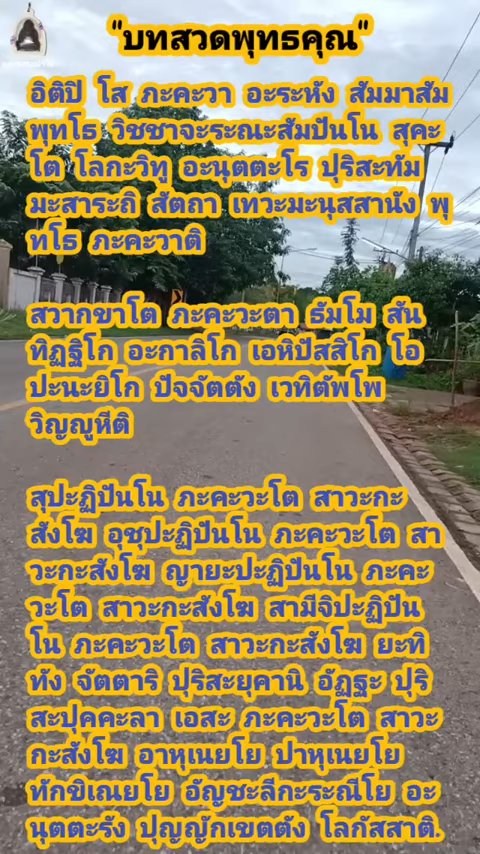 "บทสวดพุทธคุณ"
อิติปิ โส ภะคะวา อะระหัง สัมมาสัม
พุทโธ วิชชาจะระณะสัมปันโน สุคะ
โต โลกะวิทู อะนุตตะโร ปุริสะทัม
มะสาระถิ สัตถา เทวะมะนุสสานัง พุ
ทโธ ภะคะวาติ
สวากขาโต ภะคะวะตา ธัมโม สัน
ทิฏฐิโก อะกาลิโก เอหิปัสสิโก โอ
ปะนะยิโก ปัจจัตตัง เวทิตัพโพ
วิญญูหีติ
สุปะฏิปันโน ภะคะวะโต สาวะกะ
สังโฆ อุชุปะฏิปันโน ภะคะวะโต สา
วะกะสังโฆ ญายะปะฏิปันโน ภะคะ
วะโต สาวะกะสังโฆ สามีจิปะฏิปัน
โน ภะคะวะโต สาวะกะสังโฆ ยะทิ
ทัง จัตตาริ ปุริสะยุคานิ อัฏฐะ ปุริ
สะปุคคะลา เอสะ ภะคะวะโต สาวะ
กะสังโฆ อาหุเนยโย ปาหุเนยโย
ทักขิเณยโย อัญชะลีกะระณีโย อะ
นุตตะรัง ปุญญักเขตตัง โลกัสสาติ.